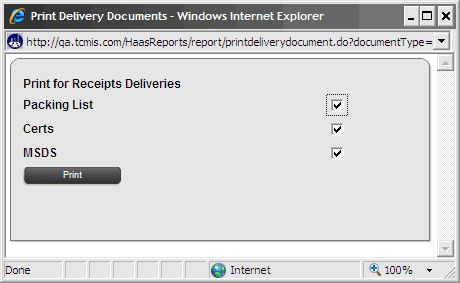 Print Delivery Documents - Windows Internet Explorer
http://qa.tcmis.com/HaasReports/report/printdeliverydocument.do?documentType=
Print for Receipts Deliveries
Packing List
Certs
MSDS
Print
Done Internet 100%